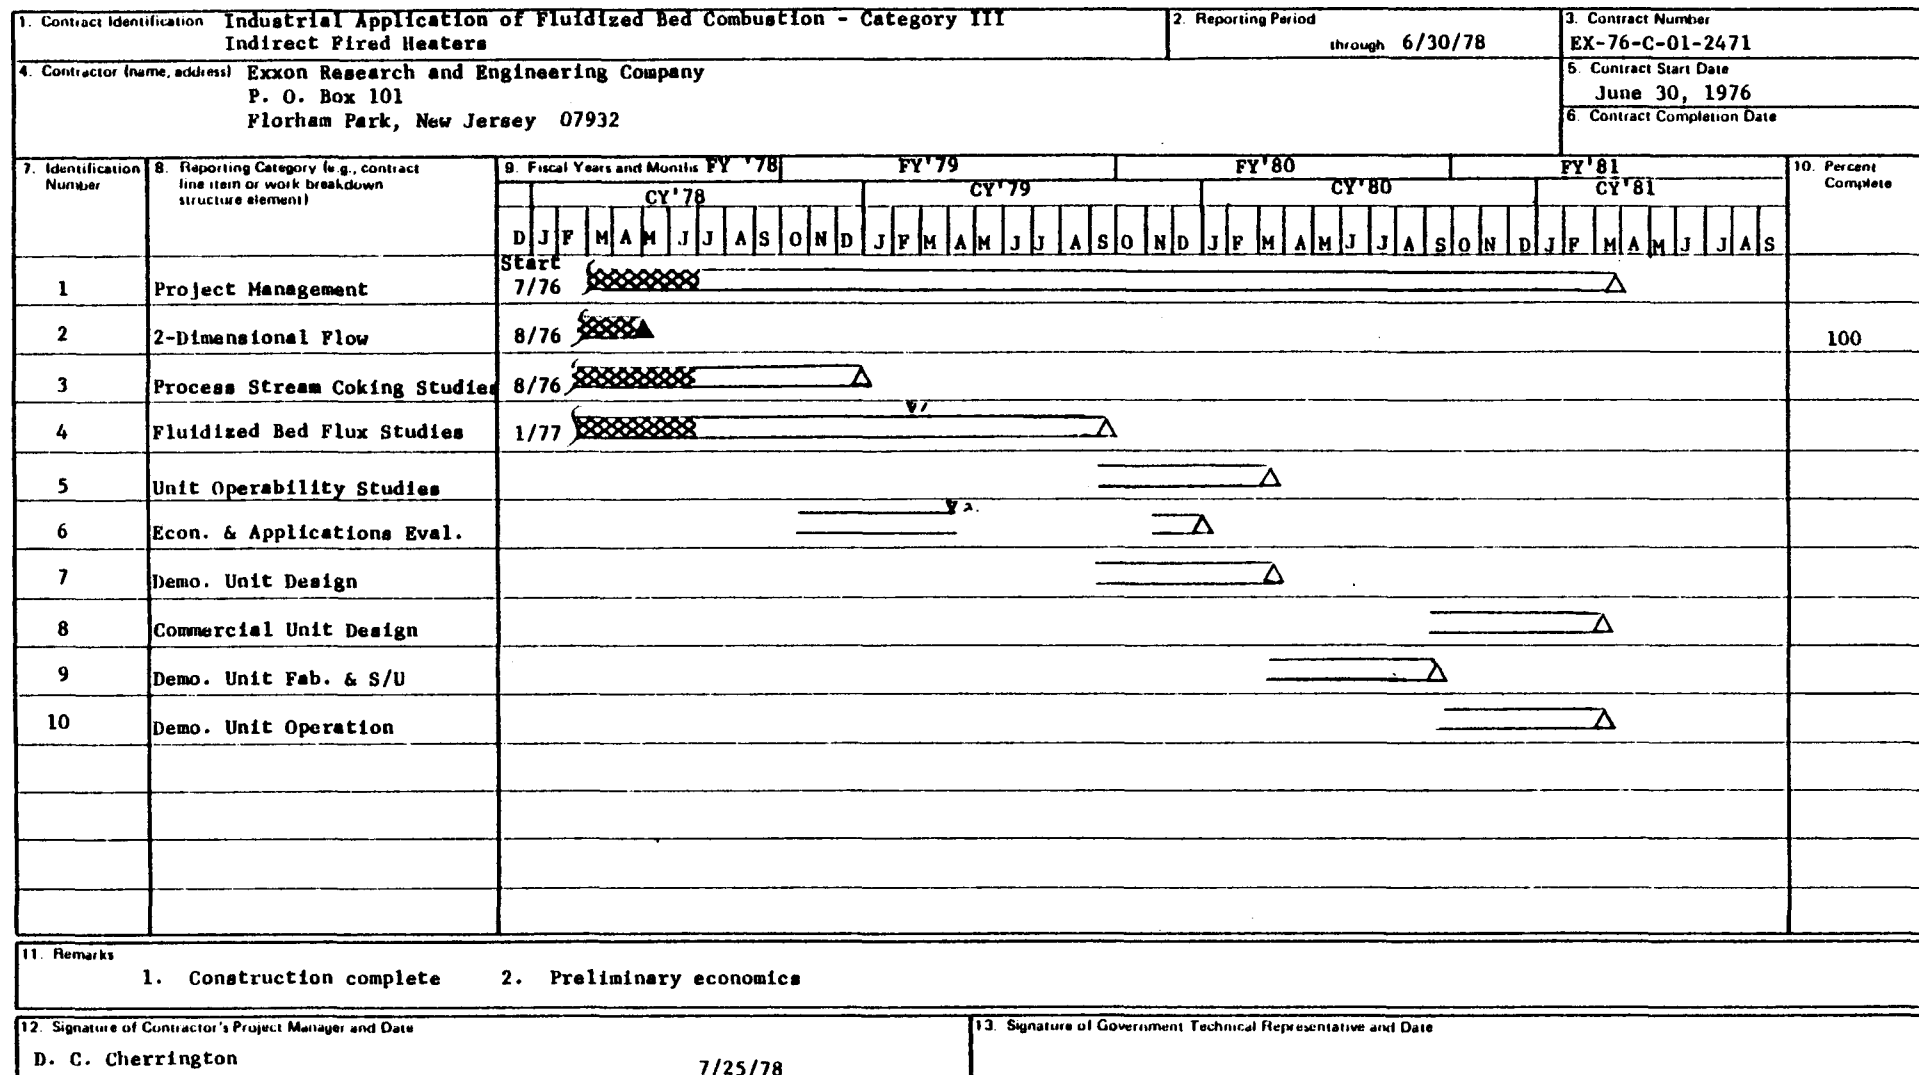 1. Contract Identification Industrial Application of Fluidized Bed Combustion - Category III
Indirect Fired Heaters
2. Reporting Period
through 6/30/78
3. Contract Number
EX-76-C-01-2471
4. Contractor (name, address) Exxon Research and Engineering Company
P. O. Box 101
Florham Park, New Jersey 07932
5. Contract Start Date
June 30, 1976
6. Contract Completion Date
7. Identification
Number
8. Reporting Category (e.g., contract
line item or work breakdown
structure element)
9. Fiscal Years and Months FY '78 FY'79 FY'80 FY'81
10. Percent
Complete
CY'78 CY'79 CY'80 CY'81
D J F M A M J J A S O N D J F M A M J J A S O N D J F M A M J J A S O N D J F M A M J J A S
Start
1 Project Management 7/76
2 2-Dimensional Flow 8/76 100
3 Process Stream Coking Studies 8/76
1
4 Fluidized Bed Flux Studies 1/77
5 Unit Operability Studies
2.
6 Econ. & Applications Eval.
7 Demo. Unit Design
8 Commercial Unit Design
9 Demo. Unit Fab. & S/U
10 Demo. Unit Operation
11. Remarks
1. Construction complete 2. Preliminary economics
12. Signature of Contractor's Project Manager and Date
D. C. Cherrington 7/25/78
13. Signature of Government Technical Representative and Date